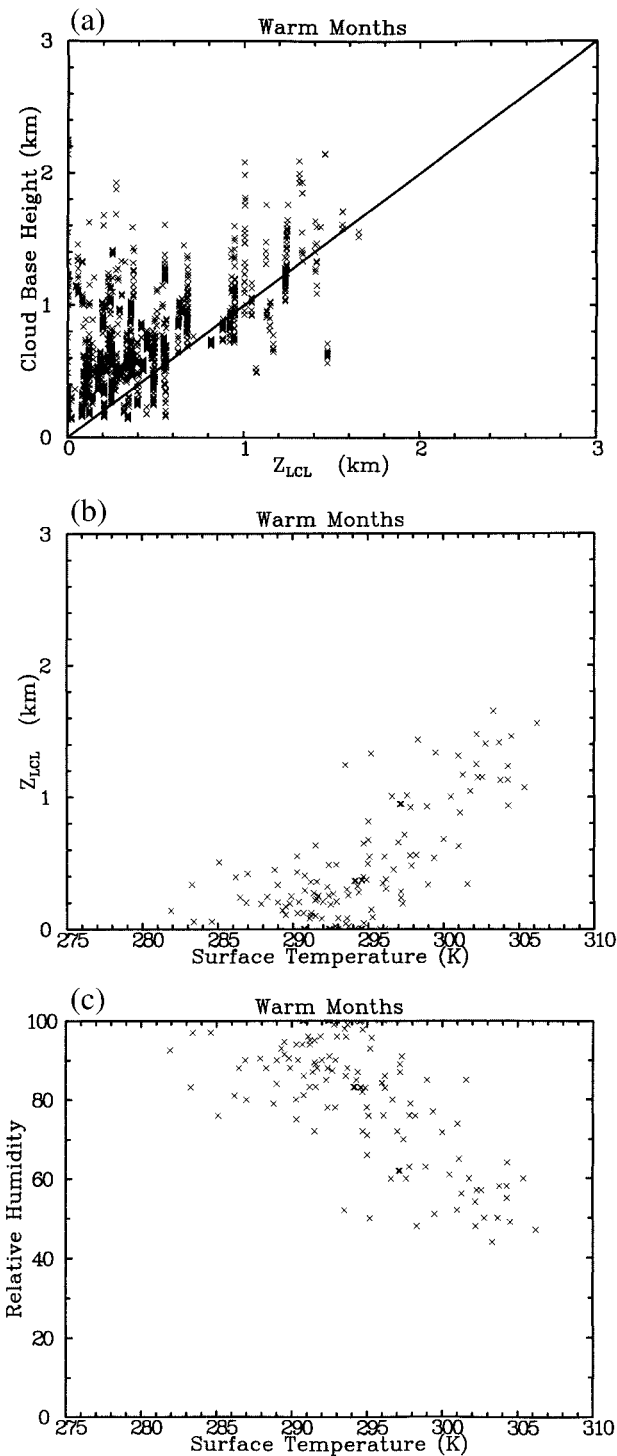 (a)
Warm Months
3
2
1
0
Cloud Base Height (km)
0 1 2 3
Z_LCL (km)
(b)
Warm Months
3
2
1
0
Z_LCL (km)
275 280 285 290 295 300 305 310
Surface Temperature (K)
(c)
Warm Months
100
80
60
40
20
0
Relative Humidity
275 280 285 290 295 300 305 310
Surface Temperature (K)